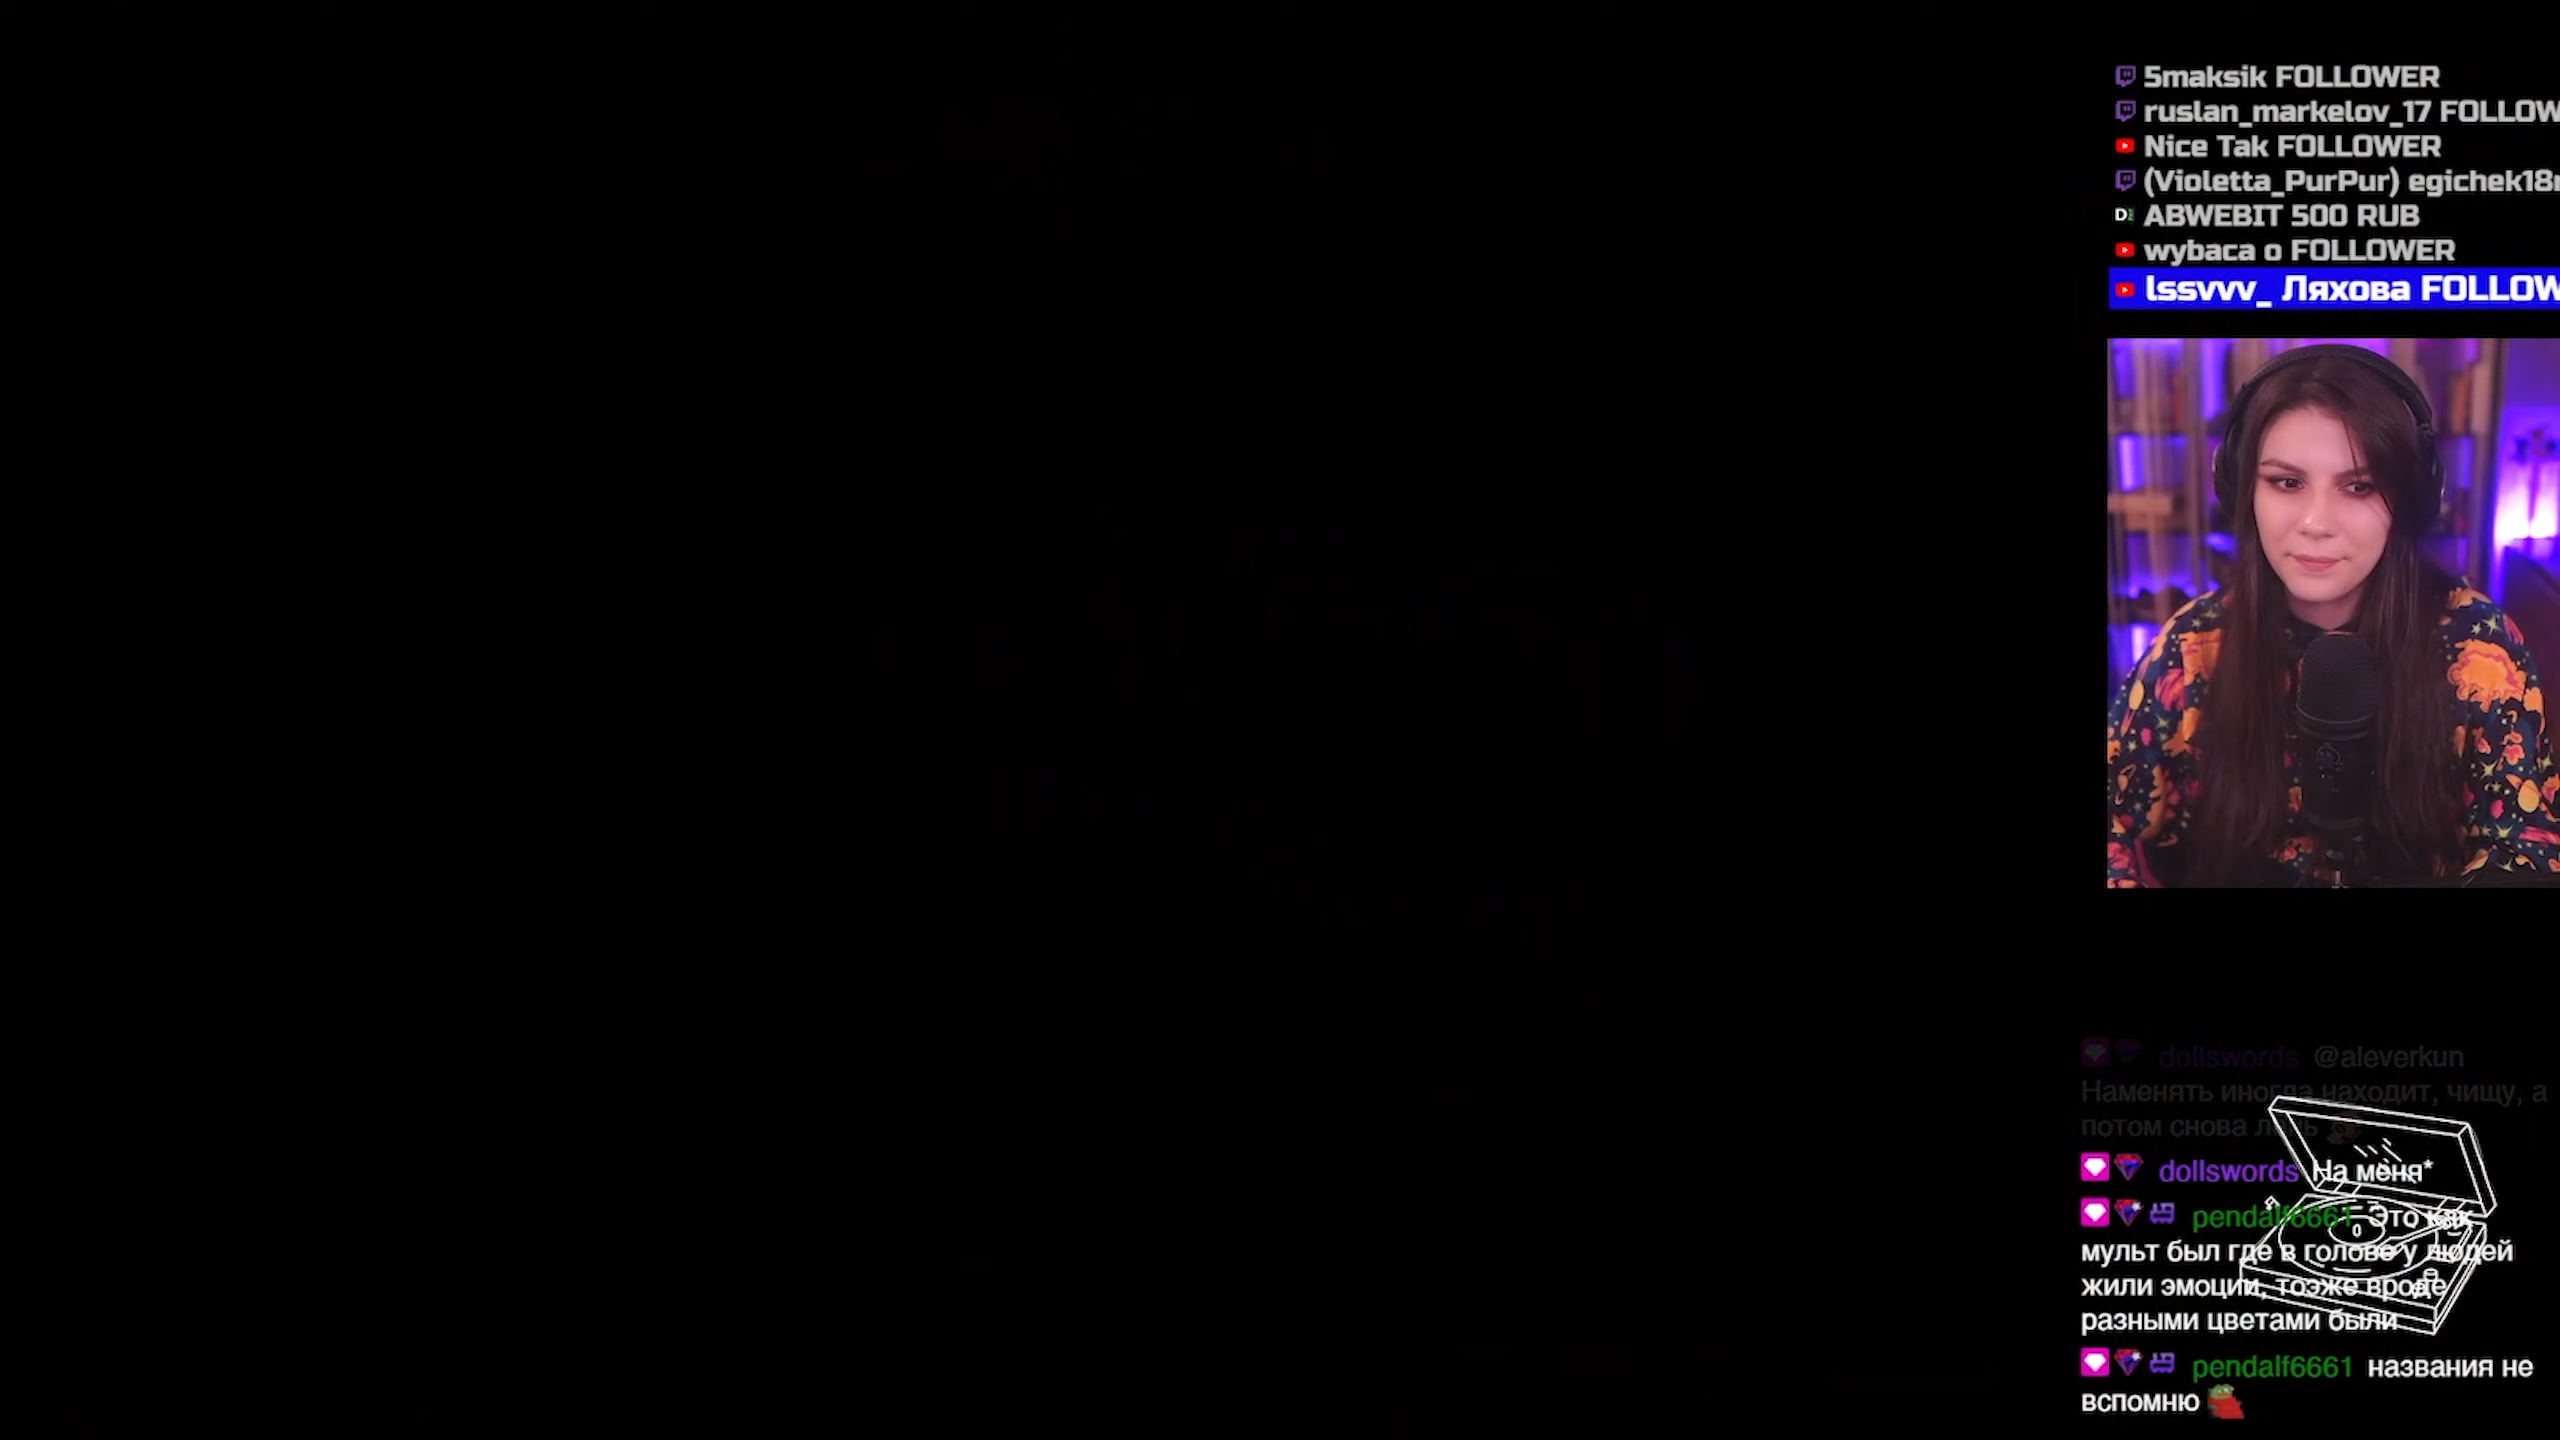 5maksik FOLLOWER
ruslan_markelov_17 FOLLOW
Nice Tak FOLLOWER
(Violetta_PurPur) egichek18
ABWEBIT 500 RUB
wybaca o FOLLOWER
lssvvv_ Ляхова FOLLOW
dollswords @aleverkun
Наменять иногда находит, чищу, а
потом снова лень
dollswords На меня*
pendalf6661 Это как
мульт был где в голове у людей
жили эмоции, тоэже вроде
разными цветами были
pendalf6661 названия не
вспомню